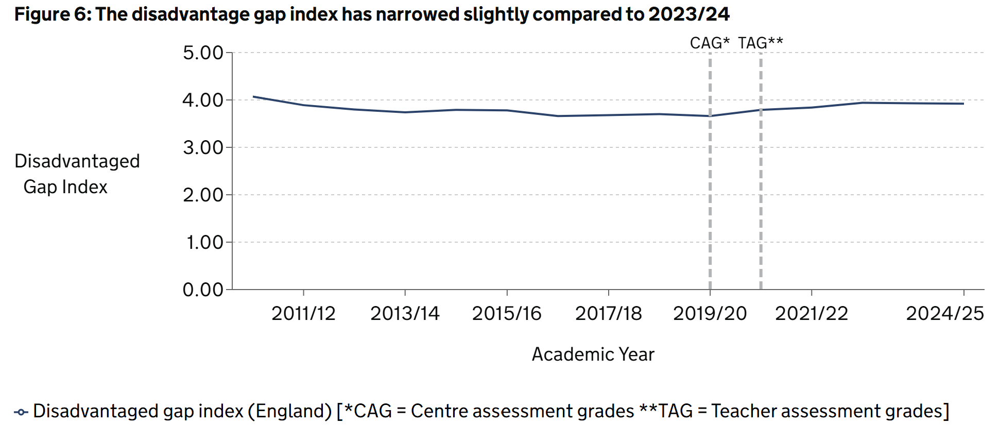 Figure 6: The disadvantage gap index has narrowed slightly compared to 2023/24
CAG* TAG**
5.00
4.00
3.00
2.00
1.00
0.00
Disadvantaged
Gap Index
2011/12 2013/14 2015/16 2017/18 2019/20 2021/22 2024/25
Academic Year
Disadvantaged gap index (England) [*CAG = Centre assessment grades **TAG = Teacher assessment grades]